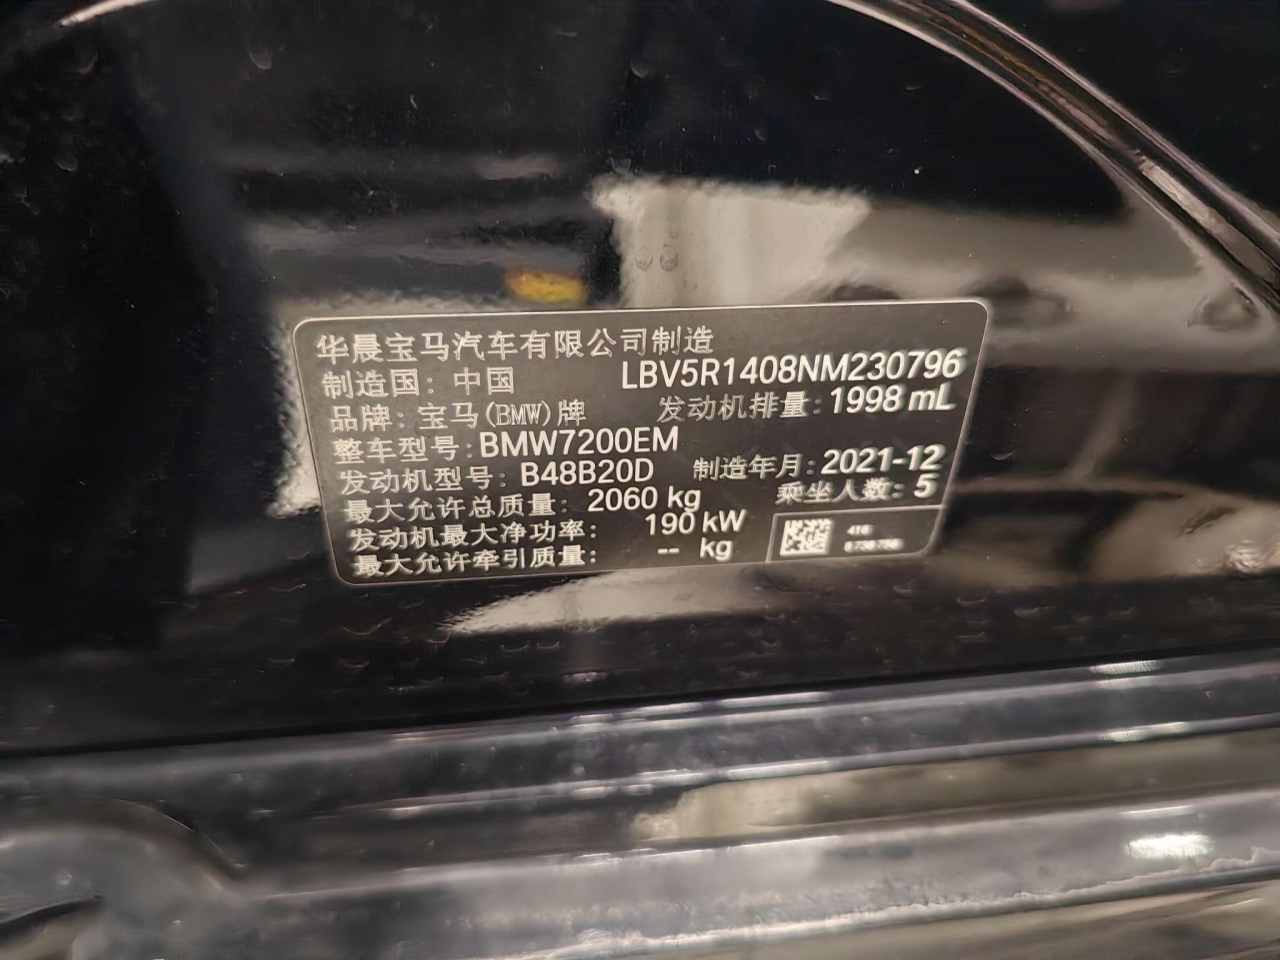 华晨宝马汽车有限公司制造
制造国：中国 LBV5R1408NM230796
品牌：宝马(BMW)牌 发动机排量：1998 mL
整车型号：BMW7200EM
发动机型号：B48B20D 制造年月：2021-12
最大允许总质量：2060 kg 乘坐人数：5
发动机最大净功率：190 kW
最大允许牵引质量：-- kg
416